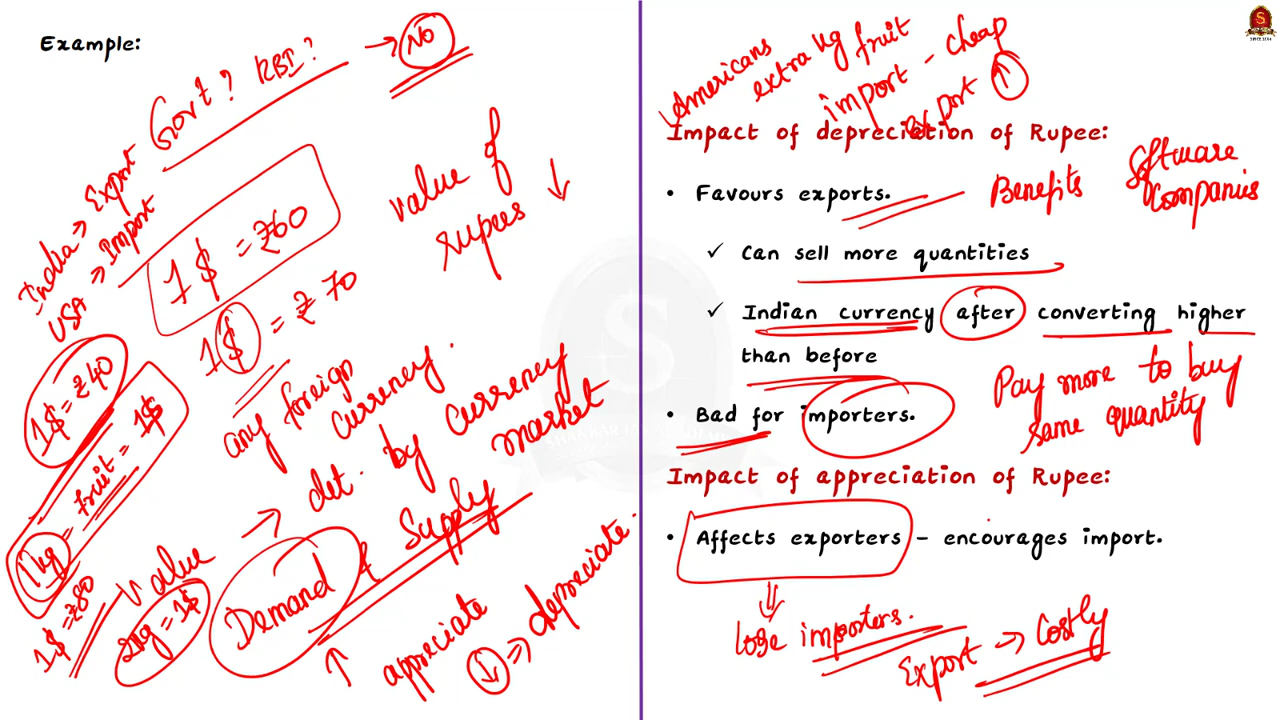 Example:
Govt? RBI? → NO
India → Export
USA → Import
1 $ = ₹60
1 $ = ₹ 70
value of
rupees ↓
any foreign
currency.
1$ = ₹40
1kg = fruit = 1$
1$ = ₹80
2kg = 1$
value
→ det. by currency
market
Demand & Supply
↑ appreciate
↓ ⇒ depreciate.
Americans
extra kg fruit
import - cheap
export ↑
Impact of depreciation of Rupee:
• Favours exports.
Benefits Software
Companies
✓ Can sell more quantities
✓ Indian currency after converting higher
than before
• Bad for importers.
Pay more to buy
same quantity
Impact of appreciation of Rupee:
• Affects exporters - encourages import.
⇓
lose importers.
Export → Costly